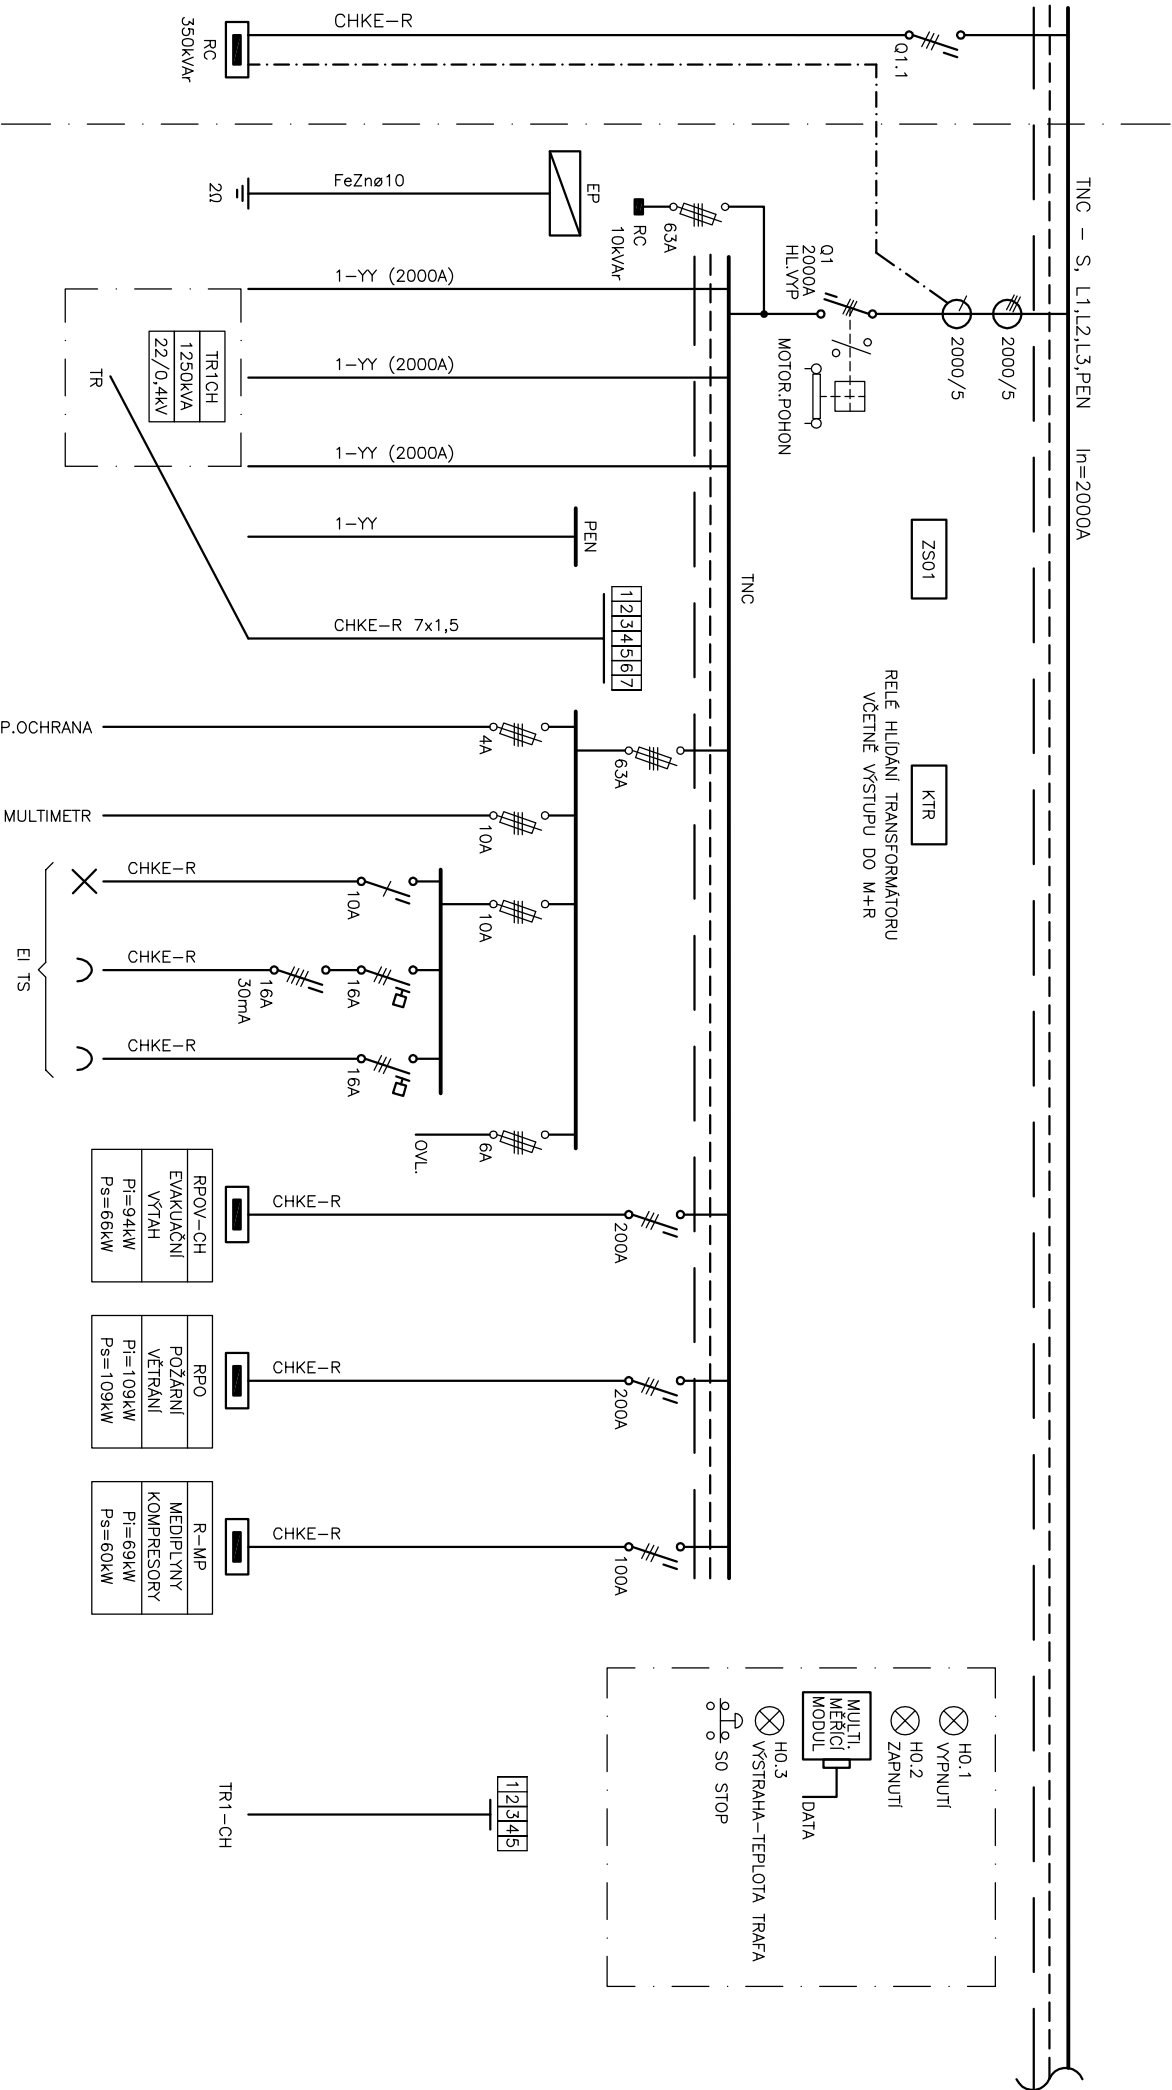 TNC - S, L1,L2,L3,PEN In=2000A
CHKE-R
Q1.1
RC
350kVAr
2000/5
2000/5
Q1
2000A
HL.VYP
MOTOR.POHON
63A
RC
10kVAr
EP
FeZnø10
2Ω
ZS01
KTR
RELÉ HLÍDÁNÍ TRANSFORMÁTORU
VČETNĚ VÝSTUPU DO M+R
TNC
1-YY (2000A)
1-YY (2000A)
1-YY (2000A)
TR1CH
1250kVA
22/0,4kV
TR
PEN
1-YY
1 2 3 4 5 6 7
CHKE-R 7x1,5
63A
4A
P.OCHRANA
10A
MULTIMETR
10A
10A
CHKE-R
16A
16A
30mA
CHKE-R
16A
CHKE-R
EI TS
6A
OVL.
200A
CHKE-R
RPOV-CH
EVAKUAČNÍ
VÝTAH
Pi=94kW
Ps=66kW
200A
CHKE-R
RPO
POŽÁRNÍ
VĚTRÁNÍ
Pi=109kW
Ps=109kW
100A
CHKE-R
R-MP
MEDIPLYNY
KOMPRESORY
Pi=69kW
Ps=60kW
H0.1
VYPNUTÍ
H0.2
ZAPNUTÍ
MULTI.
MĚŘÍCÍ
MODUL
DATA
H0.3
VÝSTRAHA-TEPLOTA TRAFA
S0 STOP
1 2 3 4 5
TR1-CH